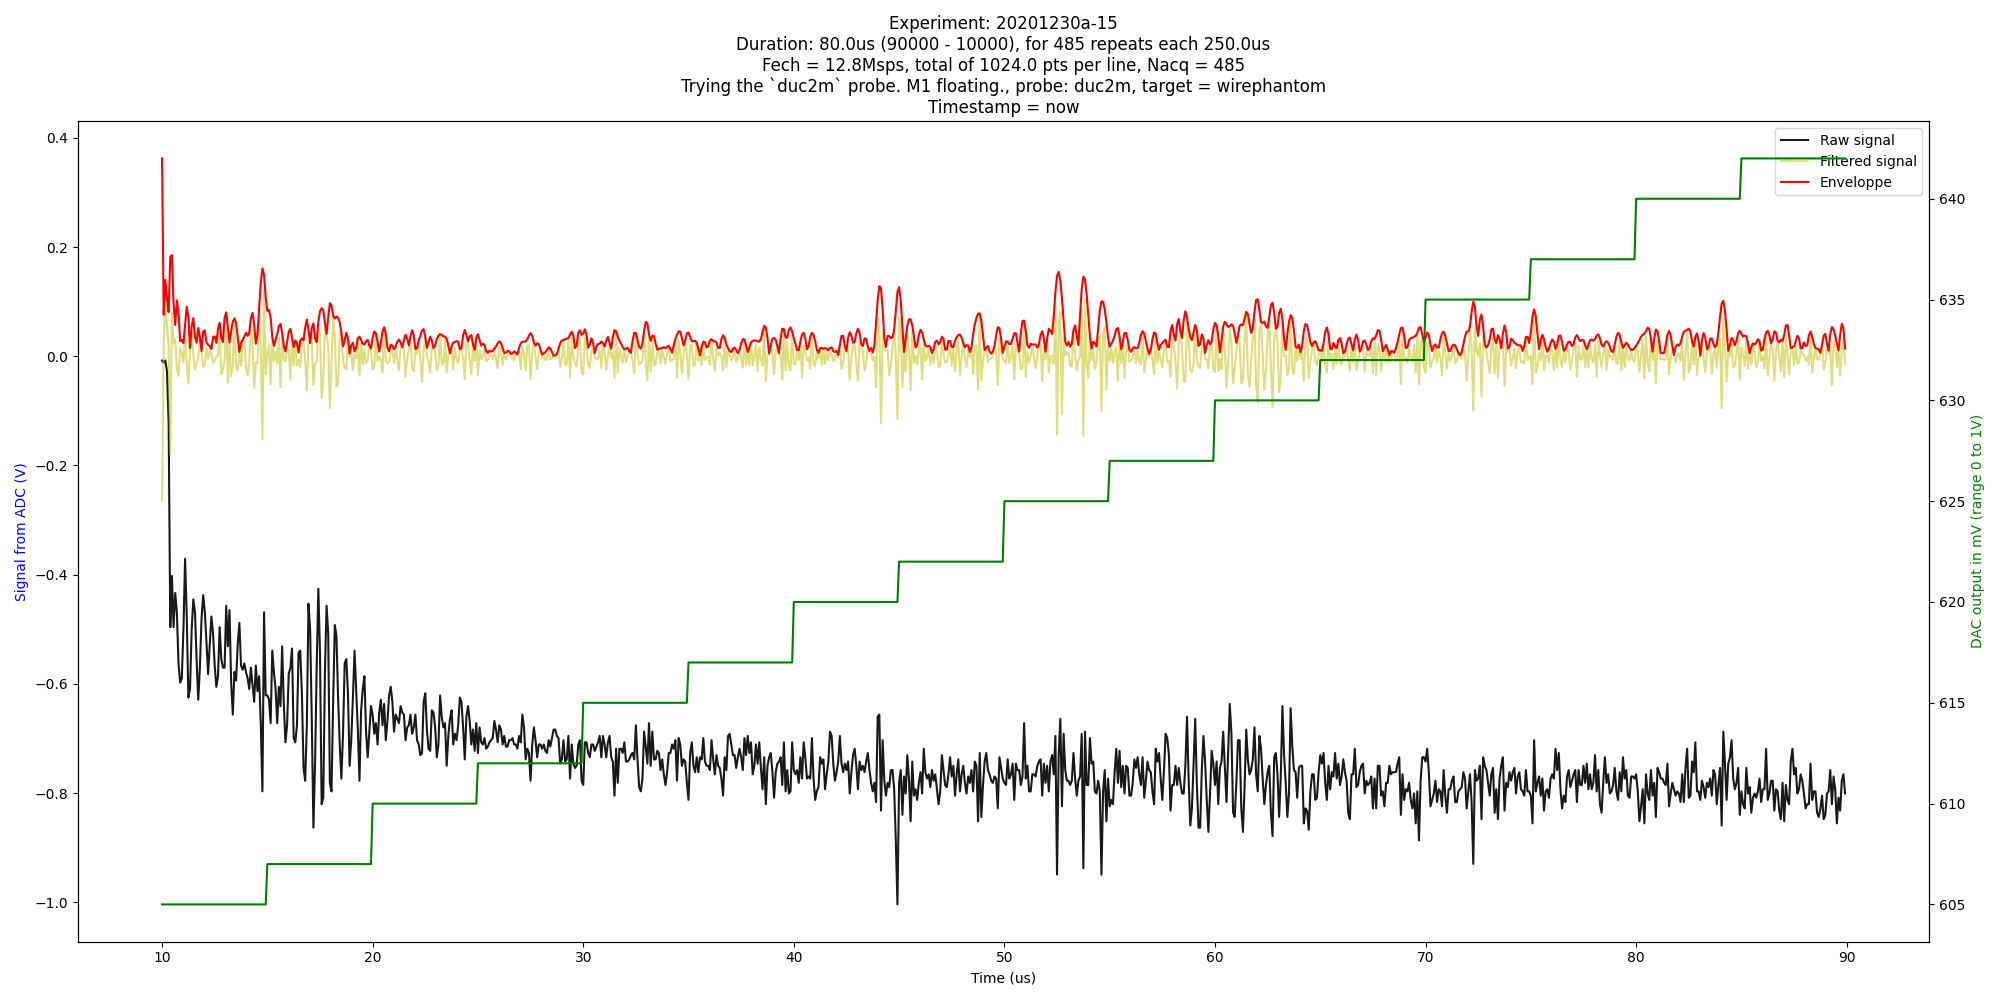 Experiment: 20201230a-15
Duration: 80.0us (90000 - 10000), for 485 repeats each 250.0us
Fech = 12.8Msps, total of 1024.0 pts per line, Nacq = 485
Trying the `duc2m` probe. M1 floating., probe: duc2m, target = wirephantom
Timestamp = now
Raw signal
Filtered signal
Enveloppe
0.4
0.2
0.0
−0.2
−0.4
−0.6
−0.8
−1.0
Signal from ADC (V)
640
635
630
625
620
615
610
605
DAC output in mV (range 0 to 1V)
10 20 30 40 50 60 70 80 90
Time (us)